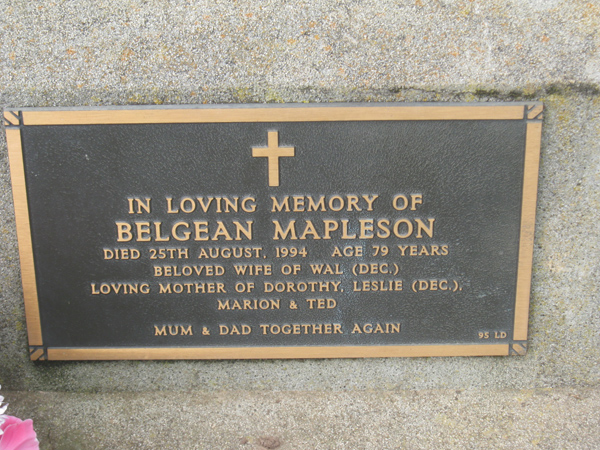 IN LOVING MEMORY OF
BELGEAN MAPLESON
DIED 25TH AUGUST, 1994 AGE 79 YEARS
BELOVED WIFE OF WAL (DEC.)
LOVING MOTHER OF DOROTHY, LESLIE (DEC.),
MARION & TED
MUM & DAD TOGETHER AGAIN
95 LD